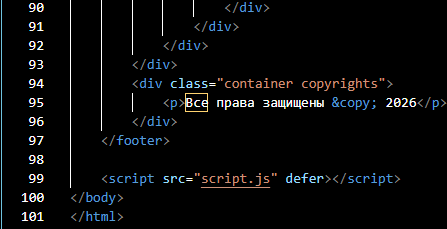 90 </div>
91 </div>
92 </div>
93 </div>
94 <div class="container copyrights">
95 <p>Все права защищены &copy; 2026</p>
96 </div>
97 </footer>
98
99 <script src="script.js" defer></script>
100 </body>
101 </html>